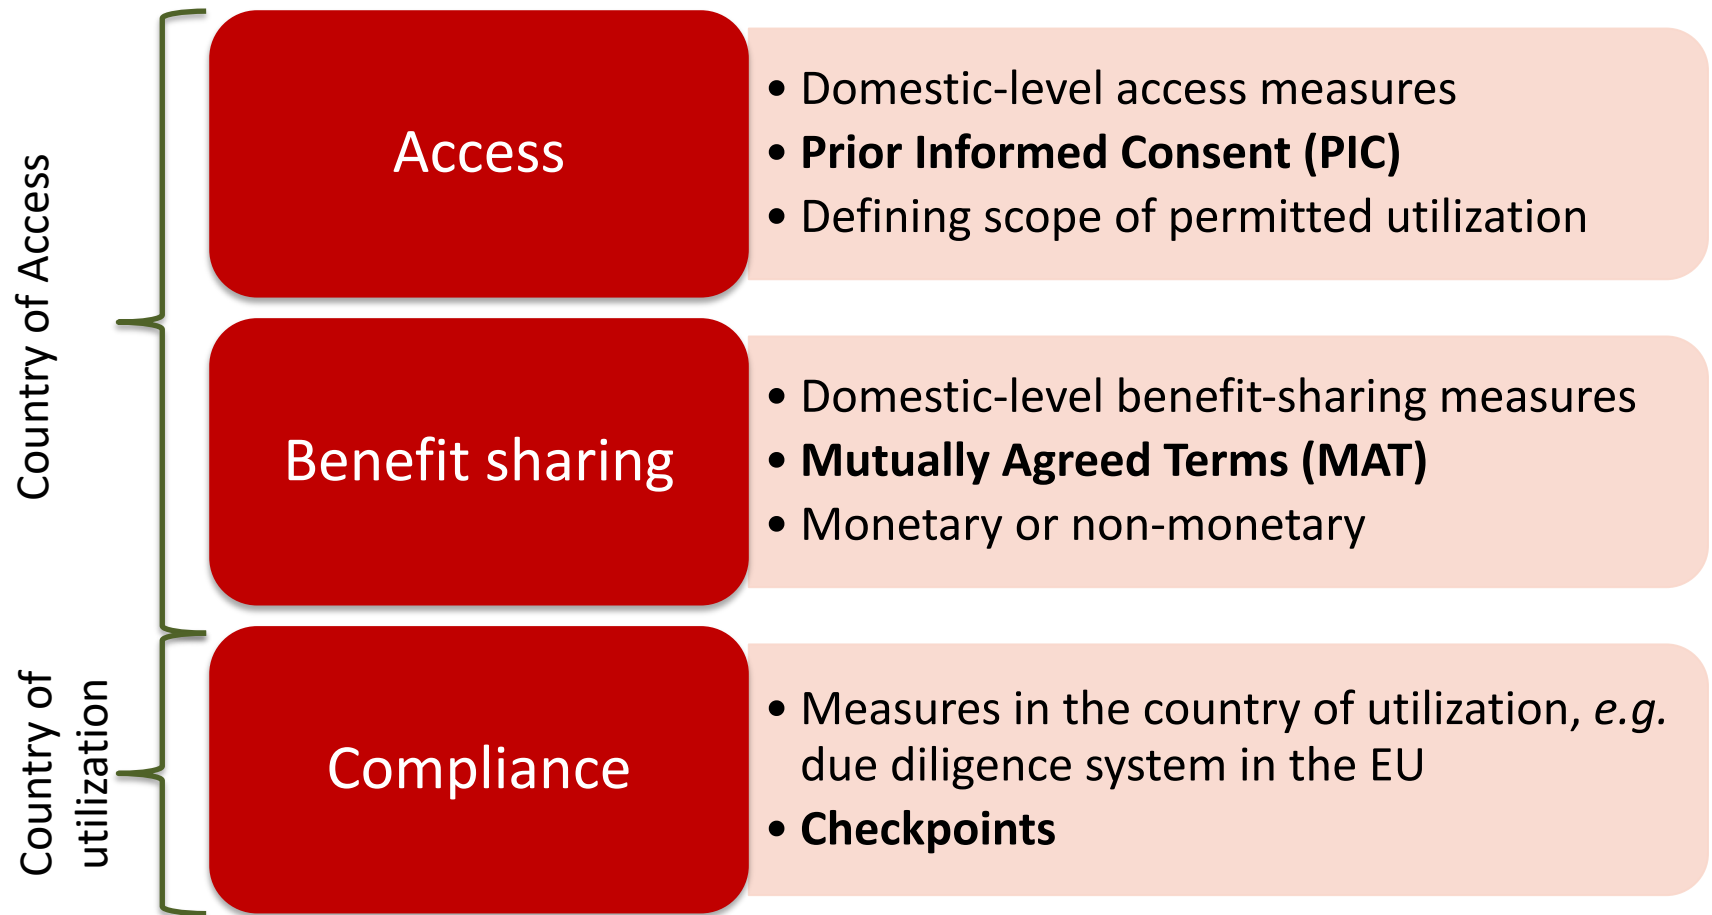 Country of Access
Access
• Domestic-level access measures
• Prior Informed Consent (PIC)
• Defining scope of permitted utilization
Benefit sharing
• Domestic-level benefit-sharing measures
• Mutually Agreed Terms (MAT)
• Monetary or non-monetary
Country of
utilization
Compliance
• Measures in the country of utilization, e.g.
due diligence system in the EU
• Checkpoints